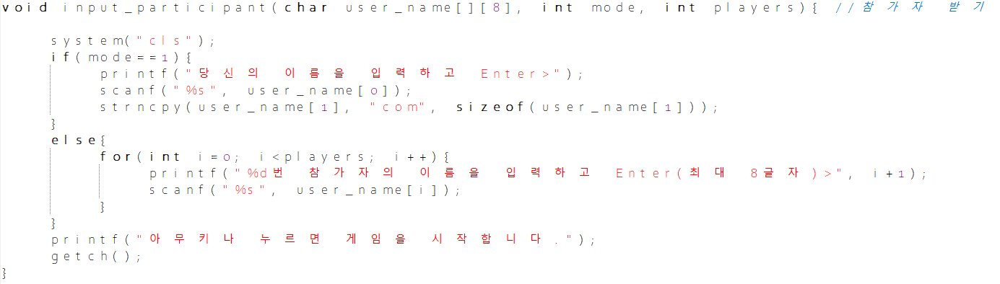 void input_participant(char user_name[][8], int mode, int players){ //참가자 받기
system("cls");
if(mode==1){
printf("당신의 이름을 입력하고 Enter>");
scanf("%s", user_name[0]);
strncpy(user_name[1], "com", sizeof(user_name[1]));
}
else{
for(int i=0; i<players; i++){
printf("%d번 참가자의 이름을 입력하고 Enter(최대 8글자)>", i+1);
scanf("%s", user_name[i]);
}
}
printf("아무키나 누르면 게임을 시작합니다.");
getch();
}